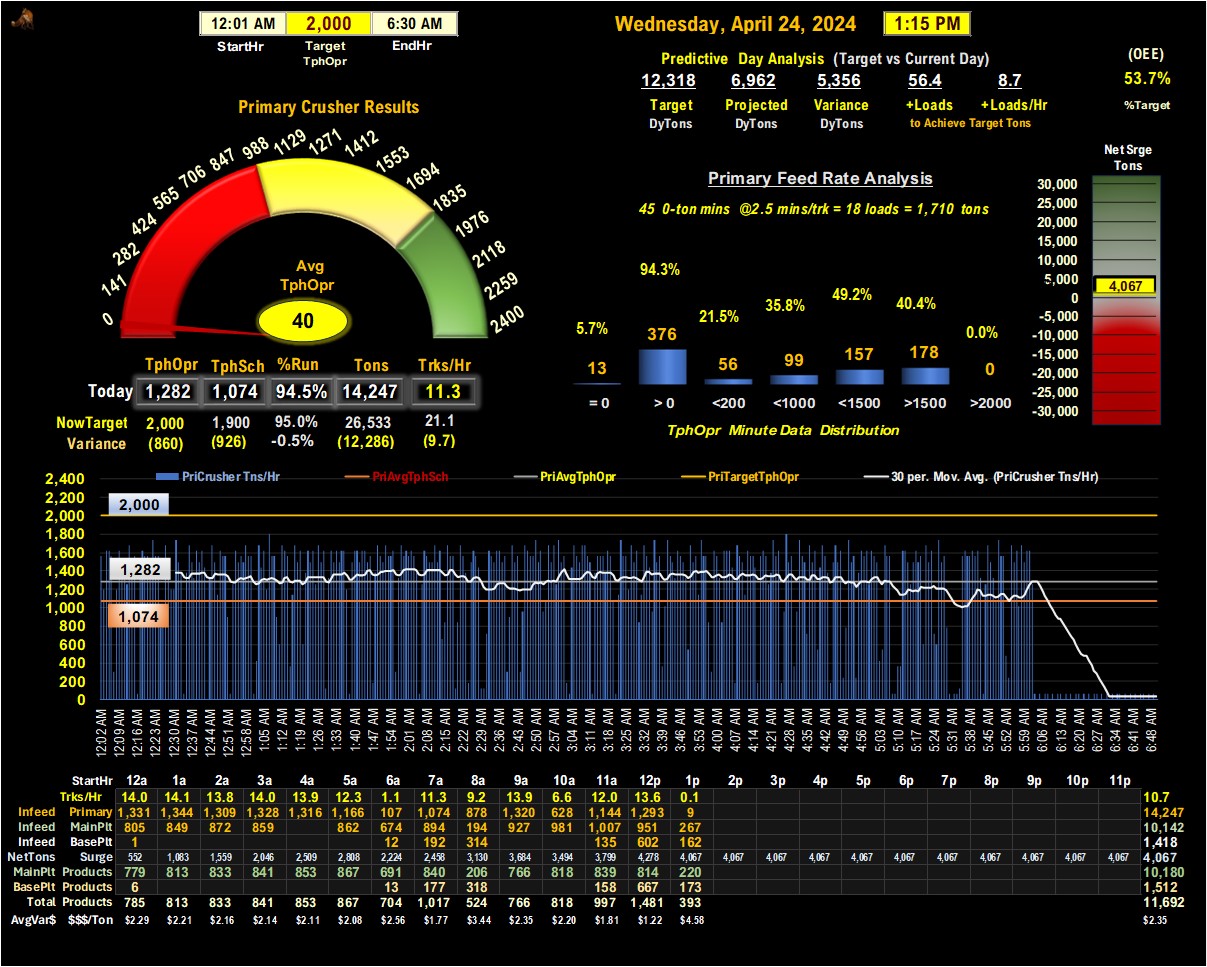 12:01 AM 2,000 6:30 AM
StartHr Target TphOpr EndHr
Wednesday, April 24, 2024 1:15 PM
Predictive Day Analysis (Target vs Current Day)
12,318 6,962 5,356 56.4 8.7
Target Projected Variance +Loads +Loads/Hr
DyTons DyTons DyTons to Achieve Target Tons
(OEE)
53.7%
%Target
Primary Crusher Results
0 141 282 424 565 706 847 988 1129 1271 1412 1553 1694 1835 1976 2118 2259 2400
Avg
TphOpr
40
TphOpr TphSch %Run Tons Trks/Hr
Today 1,282 1,074 94.5% 14,247 11.3
NowTarget 2,000 1,900 95.0% 26,533 21.1
Variance (860) (926) -0.5% (12,286) (9.7)
Primary Feed Rate Analysis
45 0-ton mins @2.5 mins/trk = 18 loads = 1,710 tons
5.7% 94.3% 21.5% 35.8% 49.2% 40.4% 0.0%
13 376 56 99 157 178 0
= 0 > 0 <200 <1000 <1500 >1500 >2000
TphOpr Minute Data Distribution
Net Srge
Tons
30,000
25,000
20,000
15,000
10,000
5,000
4,067
0
-5,000
-10,000
-15,000
-20,000
-25,000
-30,000
PriCrusher Tns/Hr PriAvgTphSch PriAvgTphOpr PriTargetTphOpr 30 per. Mov. Avg. (PriCrusher Tns/Hr)
2,400
2,200
2,000
1,800
1,600
1,400
1,200
1,000
800
600
400
200
0
2,000
1,282
1,074
12:02 AM 12:09 AM 12:16 AM 12:23 AM 12:30 AM 12:37 AM 12:44 AM 12:51 AM 12:58 AM 1:05 AM 1:12 AM 1:19 AM 1:26 AM 1:33 AM 1:40 AM 1:47 AM 1:54 AM 2:01 AM 2:08 AM 2:15 AM 2:22 AM 2:29 AM 2:36 AM 2:43 AM 2:50 AM 2:57 AM 3:04 AM 3:11 AM 3:18 AM 3:25 AM 3:32 AM 3:39 AM 3:46 AM 3:53 AM 4:00 AM 4:07 AM 4:14 AM 4:21 AM 4:28 AM 4:35 AM 4:42 AM 4:49 AM 4:56 AM 5:03 AM 5:10 AM 5:17 AM 5:24 AM 5:31 AM 5:38 AM 5:45 AM 5:52 AM 5:59 AM 6:06 AM 6:13 AM 6:20 AM 6:27 AM 6:34 AM 6:41 AM 6:48 AM
StartHr 12a 1a 2a 3a 4a 5a 6a 7a 8a 9a 10a 11a 12p 1p 2p 3p 4p 5p 6p 7p 8p 9p 10p 11p
Trks/Hr 14.0 14.1 13.8 14.0 13.9 12.3 1.1 11.3 9.2 13.9 6.6 12.0 13.6 0.1 10.7
Infeed Primary 1,331 1,344 1,309 1,328 1,316 1,166 107 1,074 878 1,320 628 1,144 1,293 9 14,247
Infeed MainPlt 805 849 872 859 862 674 894 194 927 981 1,007 951 267 10,142
Infeed BasePlt 1 12 192 314 135 602 162 1,418
NetTons Surge 552 1,083 1,559 2,046 2,509 2,808 2,224 2,458 3,130 3,684 3,494 3,799 4,278 4,067 4,067 4,067 4,067 4,067 4,067 4,067 4,067 4,067 4,067 4,067 4,067
MainPlt Products 779 813 833 841 853 867 691 840 206 766 818 839 814 220 10,180
BasePlt Products 6 13 177 318 158 667 173 1,512
Total Products 785 813 833 841 853 867 704 1,017 524 766 818 997 1,481 393 11,692
AvgVar$ $$$/Ton $2.29 $2.21 $2.16 $2.14 $2.11 $2.08 $2.56 $1.77 $3.44 $2.35 $2.20 $1.81 $1.22 $4.58 $2.35